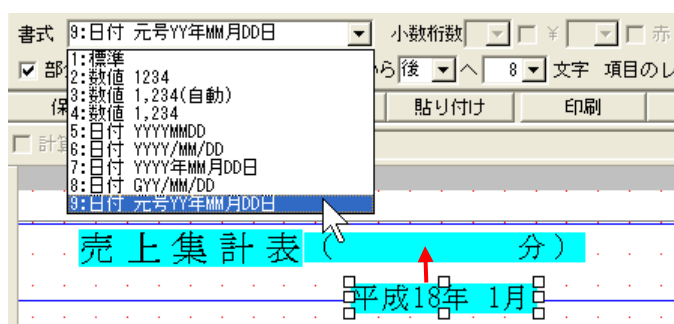 書式 9:日付 元号YY年MM月DD日 小数桁数 ¥ 赤
1:標準
部 ら 後 へ 8 文字 項目のレ
2:数値 1234
3:数値 1,234(自動)
貼り付け 印刷
4:数値 1,234
5:日付 YYYYMMDD
計
6:日付 YYYY/MM/DD
7:日付 YYYY年MM月DD日
8:日付 GYY/MM/DD
9:日付 元号YY年MM月DD日
売上集計表( 分)
平成18年 1月